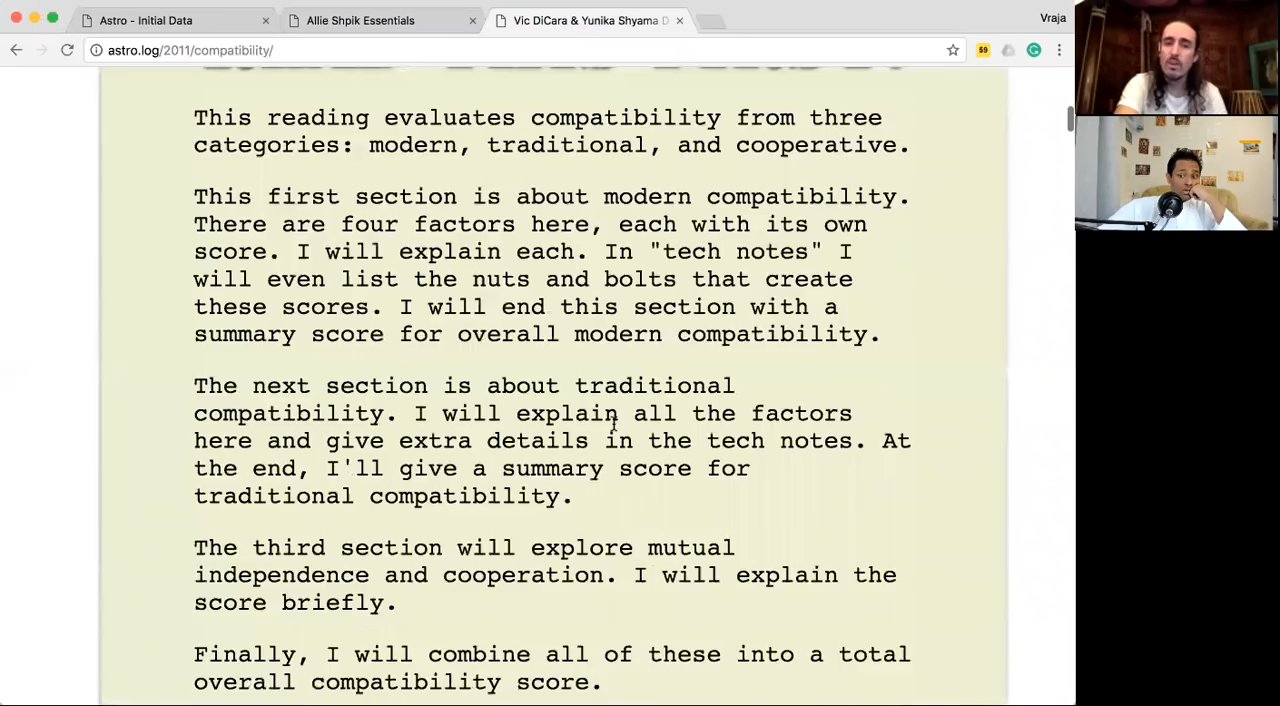 Astro - Initial Data
Allie Shpik Essentials
Vic DiCara & Yunika Shyama D
Vraja
astro.log/2011/compatibility/
59
This reading evaluates compatibility from three
categories: modern, traditional, and cooperative.
This first section is about modern compatibility.
There are four factors here, each with its own
score. I will explain each. In "tech notes" I
will even list the nuts and bolts that create
these scores. I will end this section with a
summary score for overall modern compatibility.
The next section is about traditional
compatibility. I will explain all the factors
here and give extra details in the tech notes. At
the end, I'll give a summary score for
traditional compatibility.
The third section will explore mutual
independence and cooperation. I will explain the
score briefly.
Finally, I will combine all of these into a total
overall compatibility score.